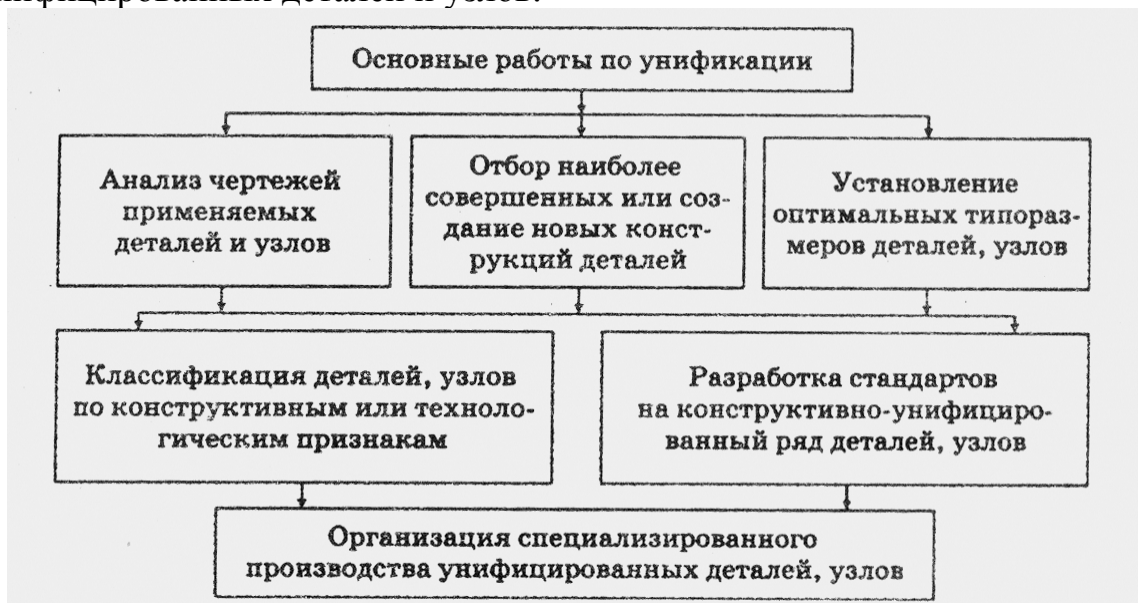 деталей и узлов.
Основные работы по унификации
Анализ чертежей
применяемых
деталей и узлов
Отбор наиболее
совершенных или соз-
дание новых конст-
рукций деталей
Установление
оптимальных типораз-
меров деталей, узлов
Классификация деталей, узлов
по конструктивным или техноло-
гическим признакам
Разработка стандартов
на конструктивно-унифициро-
ванный ряд деталей, узлов
Организация специализированного
производства унифицированных деталей, узлов